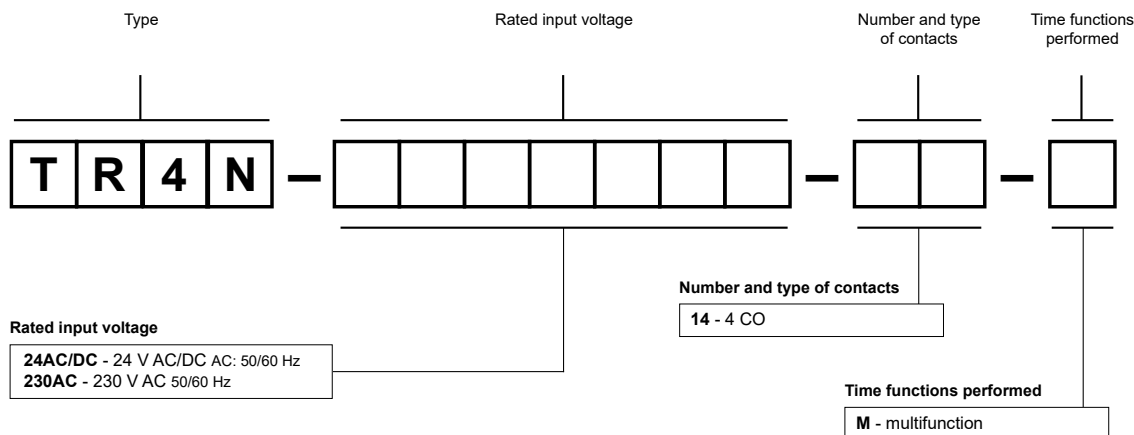 Type
Rated input voltage
Number and type
of contacts
Time functions
performed
T R 4 N – – –
Number and type of contacts
14 - 4 CO
Rated input voltage
24AC/DC - 24 V AC/DC AC: 50/60 Hz
230AC - 230 V AC 50/60 Hz
Time functions performed
M - multifunction